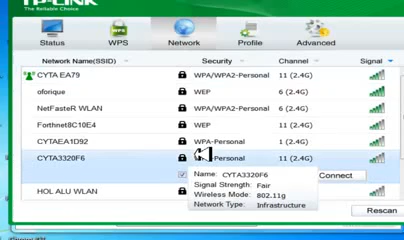 TP-LINK
The Reliable Choice
Status WPS Network Profile Advanced
Network Name(SSID) Security Channel Signal
CYTA EA79 WPA/WPA2-Personal 11 (2.4G)
oforique WEP 6 (2.4G)
NetFasteR WLAN WPA/WPA2-Personal 6 (2.4G)
Forthnet8C10E4 WEP 11 (2.4G)
CYTAEA1D92 WPA-Personal 1 (2.4G)
CYTA3320F6 -Personal 11 (2.4G)
Name: CYTA3320F6 Connect
Signal Strength: Fair
Wireless Mode: 802.11g
Network Type: Infrastructure
HOL ALU WLAN
Rescan